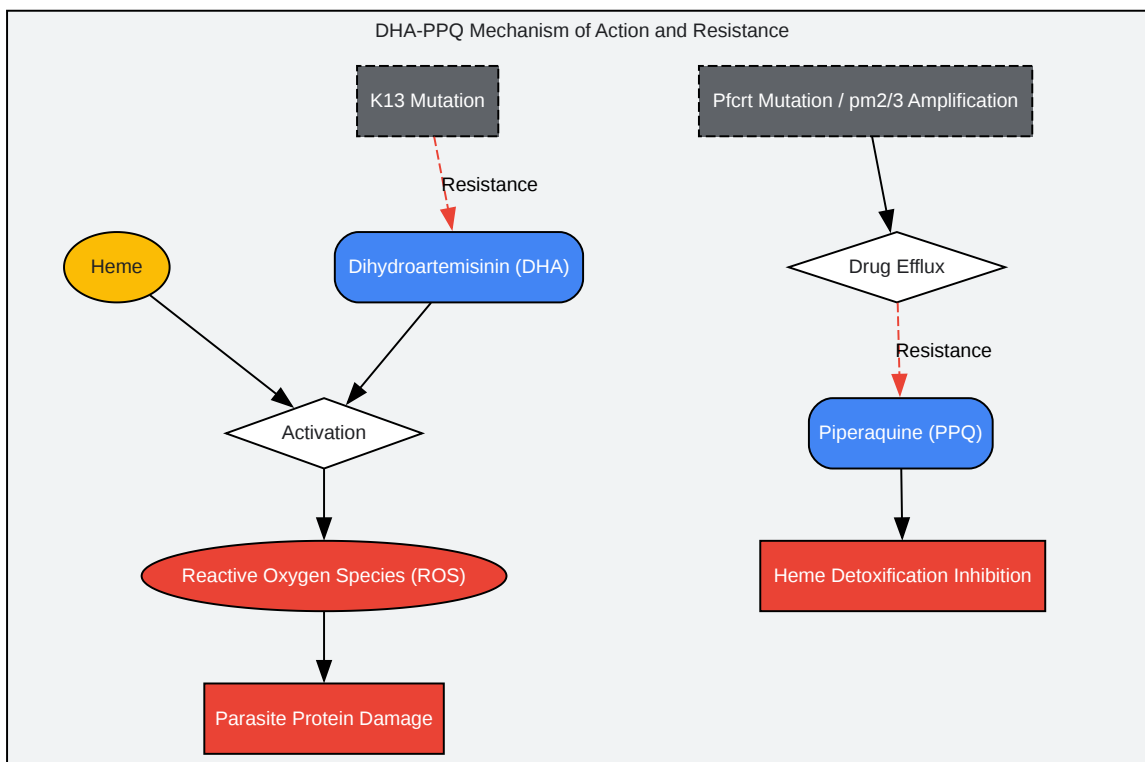 DHA-PPQ Mechanism of Action and Resistance
K13 Mutation
Pfcrt Mutation / pm2/3 Amplification
Resistance
Heme
Dihydroartemisinin (DHA)
Drug Efflux
Resistance
Activation
Piperaquine (PPQ)
Reactive Oxygen Species (ROS)
Heme Detoxification Inhibition
Parasite Protein Damage